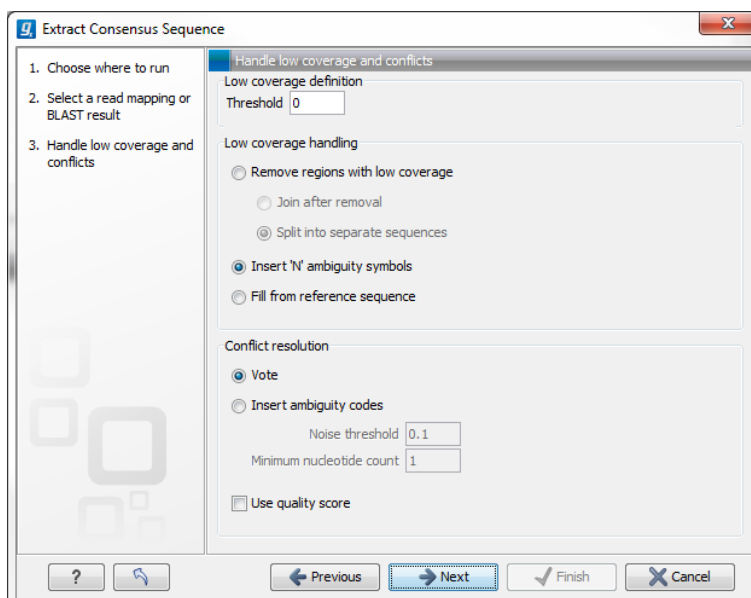 Extract Consensus Sequence
1. Choose where to run
2. Select a read mapping or
BLAST result
3. Handle low coverage and
conflicts
Handle low coverage and conflicts
Low coverage definition
Threshold 0
Low coverage handling
Remove regions with low coverage
Join after removal
Split into separate sequences
Insert 'N' ambiguity symbols
Fill from reference sequence
Conflict resolution
Vote
Insert ambiguity codes
Noise threshold 0.1
Minimum nucleotide count 1
Use quality score
? Previous Next Finish Cancel